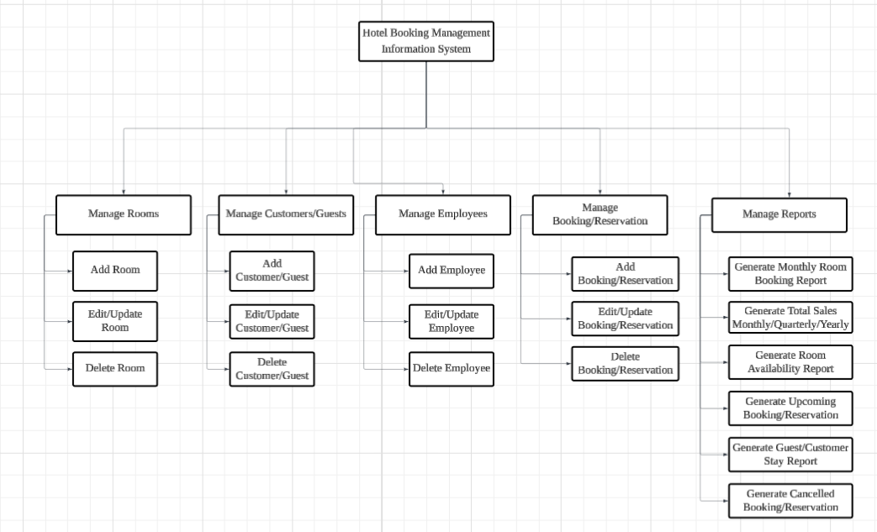 Hotel Booking Management
Information System
Manage Rooms
Add Room
Edit/Update
Room
Delete Room
Manage Customers/Guests
Add
Customer/Guest
Edit/Update
Customer/Guest
Delete
Customer/Guest
Manage Employees
Add Employee
Edit/Update
Employee
Delete Employee
Manage
Booking/Reservation
Add
Booking/Reservation
Edit/Update
Booking/Reservation
Delete
Booking/Reservation
Manage Reports
Generate Monthly Room
Booking Report
Generate Total Sales
Monthly/Quarterly/Yearly
Generate Room
Availability Report
Generate Upcoming
Booking/Reservation
Generate Guest/Customer
Stay Report
Generate Cancelled
Booking/Reservation